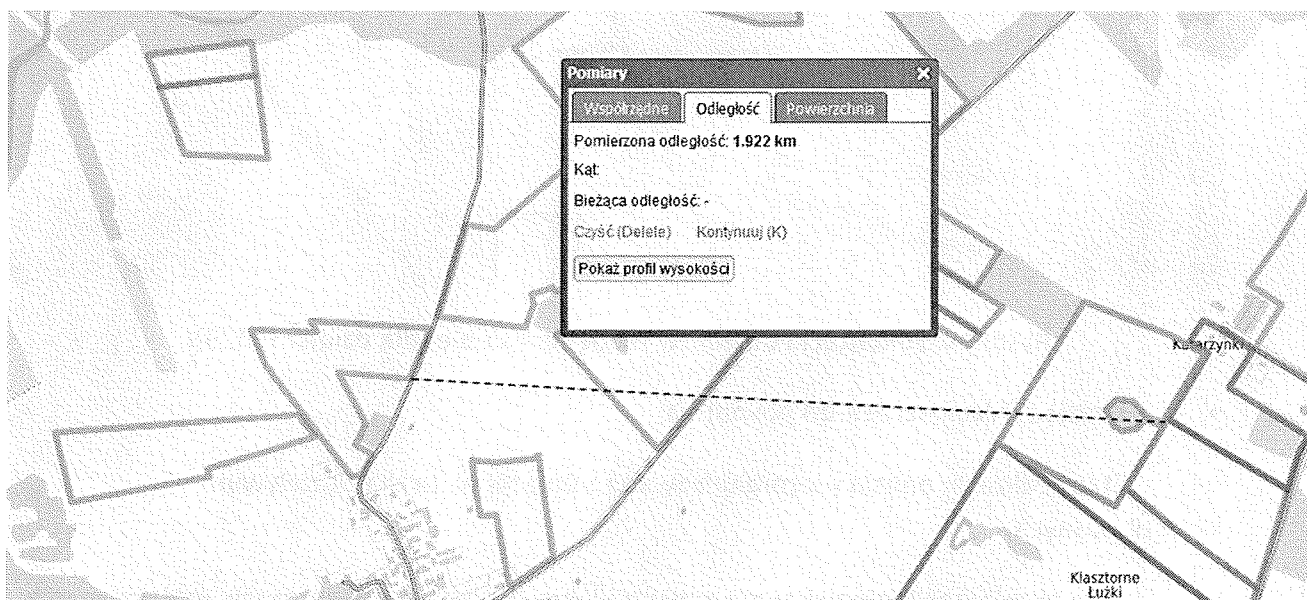 Pomiary
Współrzędne Odległość Powierzchnia
Pomierzona odległość: 1.922 km
Kąt:
Bieżąca odległość: -
Czyść (Delete) Kontynuuj (K)
Pokaż profil wysokości
Katarzynki
Klasztorne
Łużki